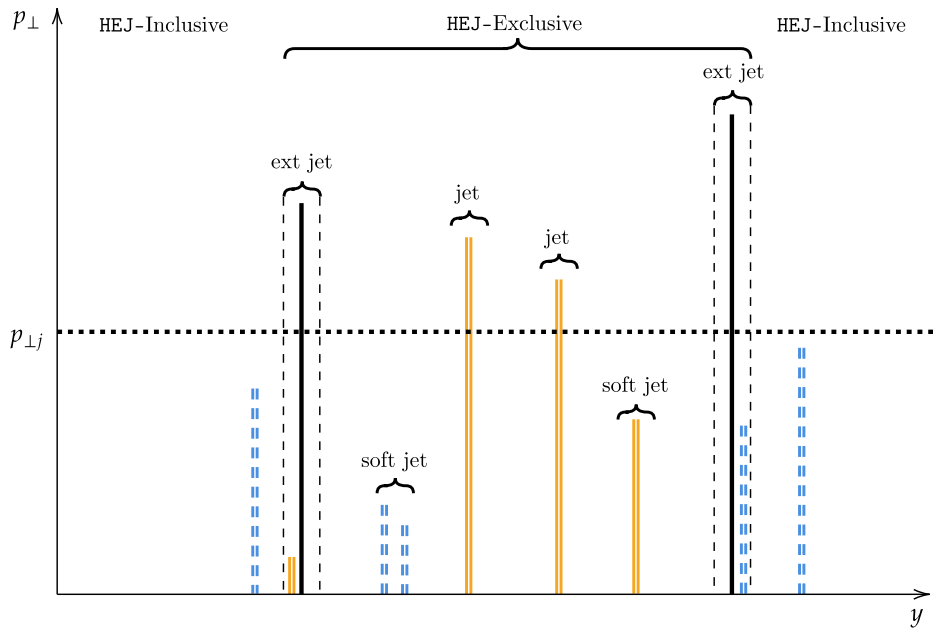 p⊥
HEJ-Inclusive
HEJ-Exclusive
HEJ-Inclusive
ext jet
ext jet
jet
jet
p⊥j
soft jet
soft jet
y